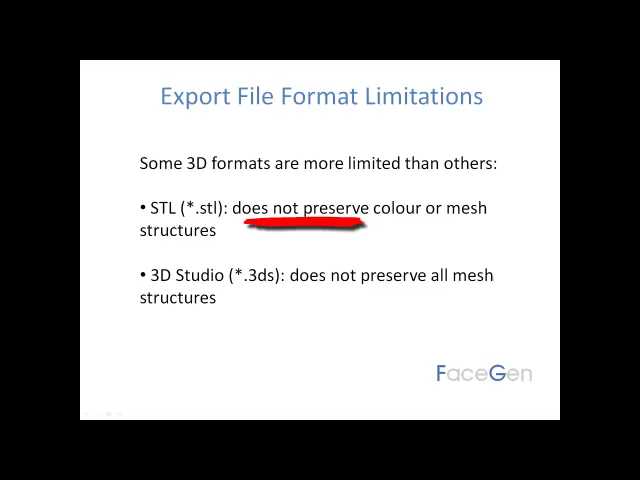 Export File Format Limitations
Some 3D formats are more limited than others:
• STL (*.stl): does not preserve colour or mesh
structures
• 3D Studio (*.3ds): does not preserve all mesh
structures
FaceGen